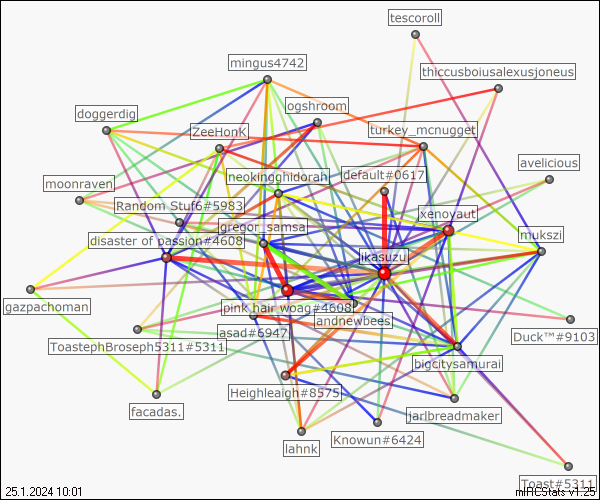 tescoroll
mingus4742
thiccusboiusalexusjoneus
doggerdig
ogshroom
ZeeHonK
turkey_mcnugget
avelicious
moonraven
neokingghidorah
default#0617
Random Stuf6#5983
xenoyaut
gregor_samsa
disaster of passion#4608
mukszi
ikasuzu
gazpachoman
pink hair woag#4608
andnewbees
asad#6947
ToastephBroseph5311#5311
Duck™#9103
bigcitysamurai
Heighleaigh#8575
facadas.
jarlbreadmaker
Knowun#6424
lahnk
Toast#5311
25.1.2024 10:01
mIRCStats v1.25